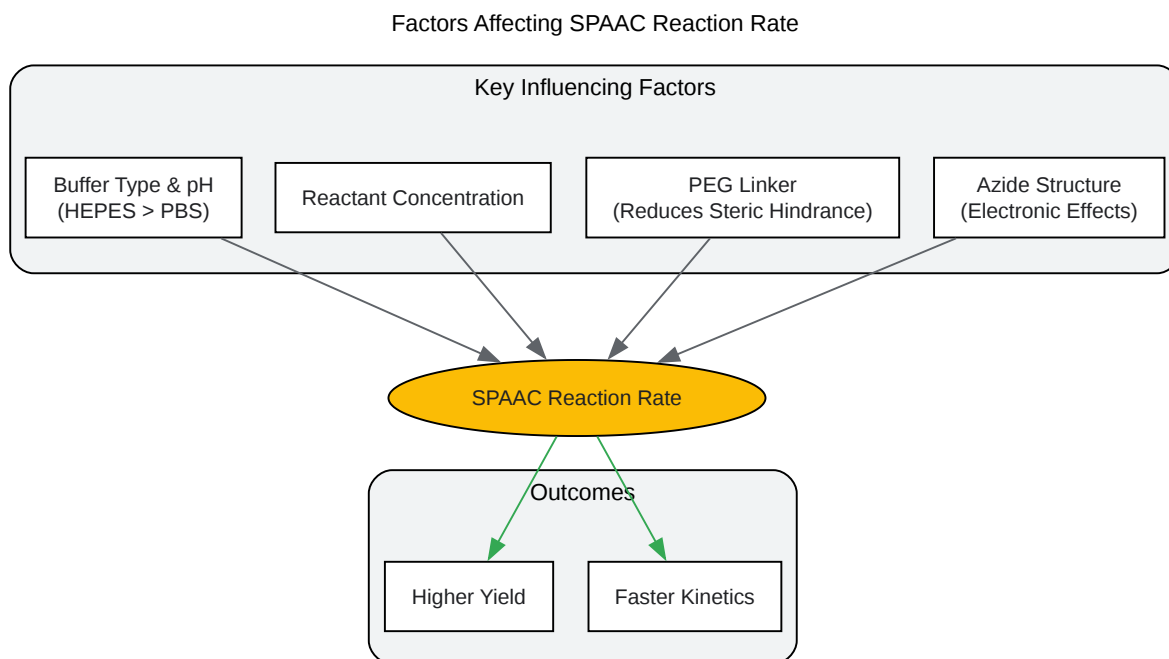 Factors Affecting SPAAC Reaction Rate
Key Influencing Factors
Buffer Type & pH
(HEPES > PBS)
Reactant Concentration
PEG Linker
(Reduces Steric Hindrance)
Azide Structure
(Electronic Effects)
SPAAC Reaction Rate
Outcomes
Higher Yield
Faster Kinetics